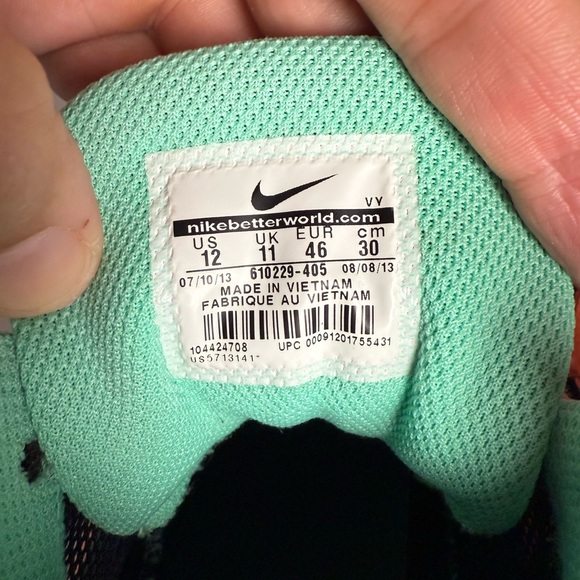 VY
nikebetterworld.com
US UK EUR cm
12 11 46 30
07/10/13 610229-405 08/08/13
MADE IN VIETNAM
FABRIQUE AU VIETNAM
104424708 UPC 00091201755431
US5713141*